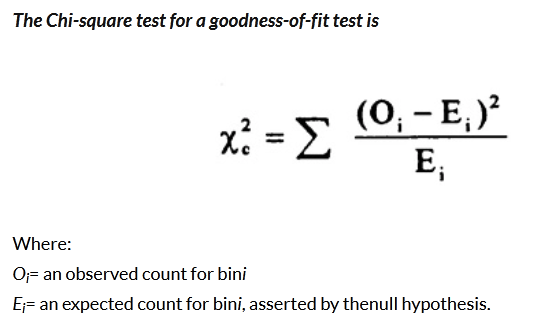 The Chi-square test for a goodness-of-fit test is
χ²c = Σ (Oi – Ei)² / Ei
Where:
Oi= an observed count for bini
Ei= an expected count for bini, asserted by thenull hypothesis.